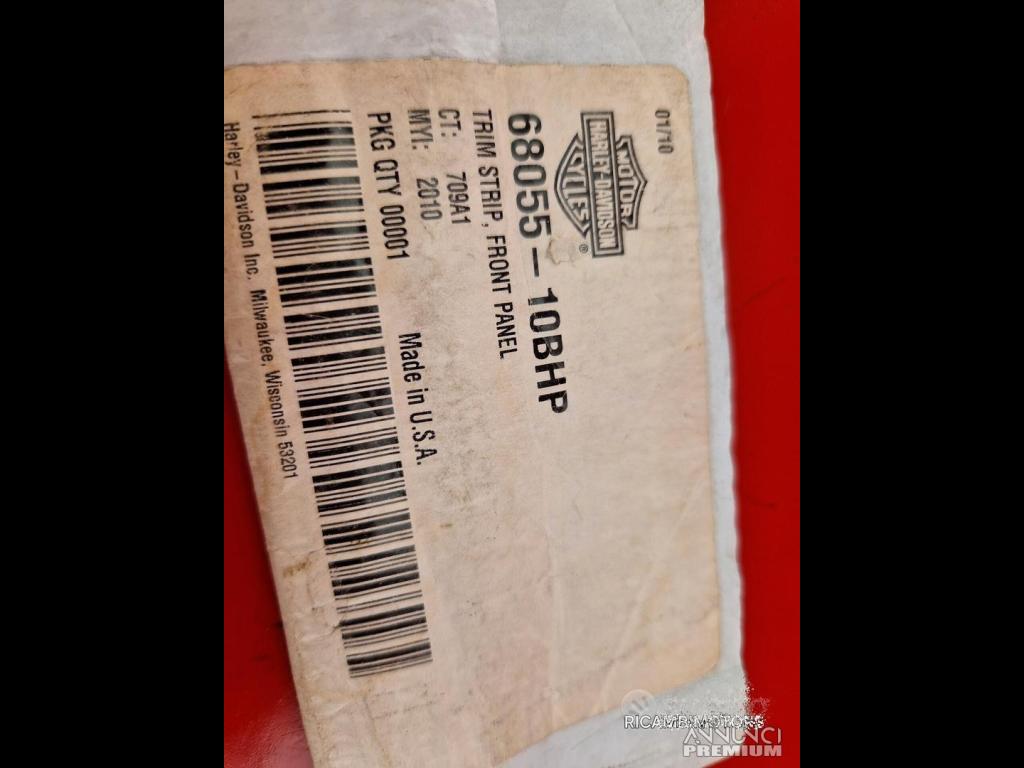 01/10
MOTOR
HARLEY-DAVIDSON
CYCLES
®
68055-10BHP
TRIM STRIP, FRONT PANEL
CT: 709A1
MYI: 2010
PKG QTY 00001 Made in U.S.A.
Harley-Davidson Inc. Milwaukee, Wisconsin 53201
RICAMBI MOTORS
ANNUNCI
PREMIUM